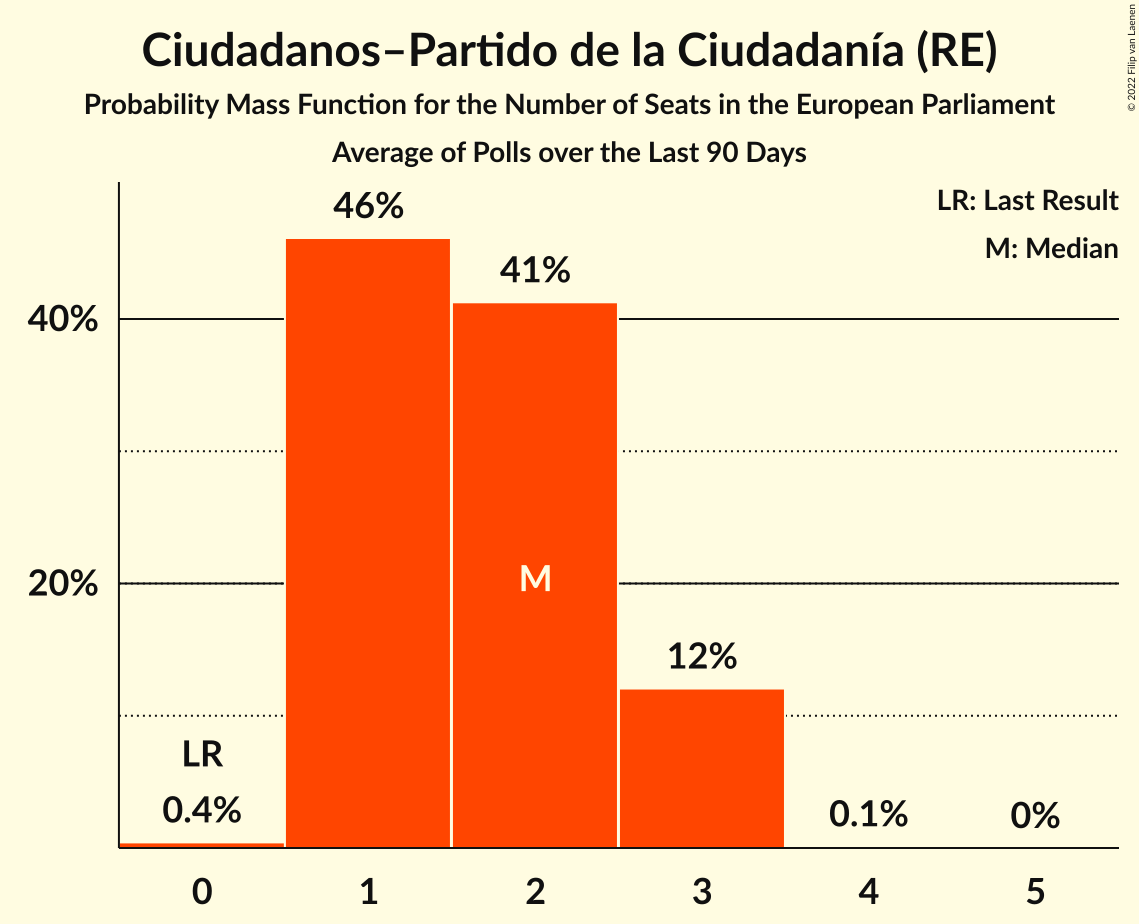 Ciudadanos–Partido de la Ciudadanía (RE)
Probability Mass Function for the Number of Seats in the European Parliament
Average of Polls over the Last 90 Days
© 2022 Filip van Laenen
LR: Last Result
M: Median
46%
41%
40%
20%
M
12%
LR
0.4%
0.1%
0%
0 1 2 3 4 5